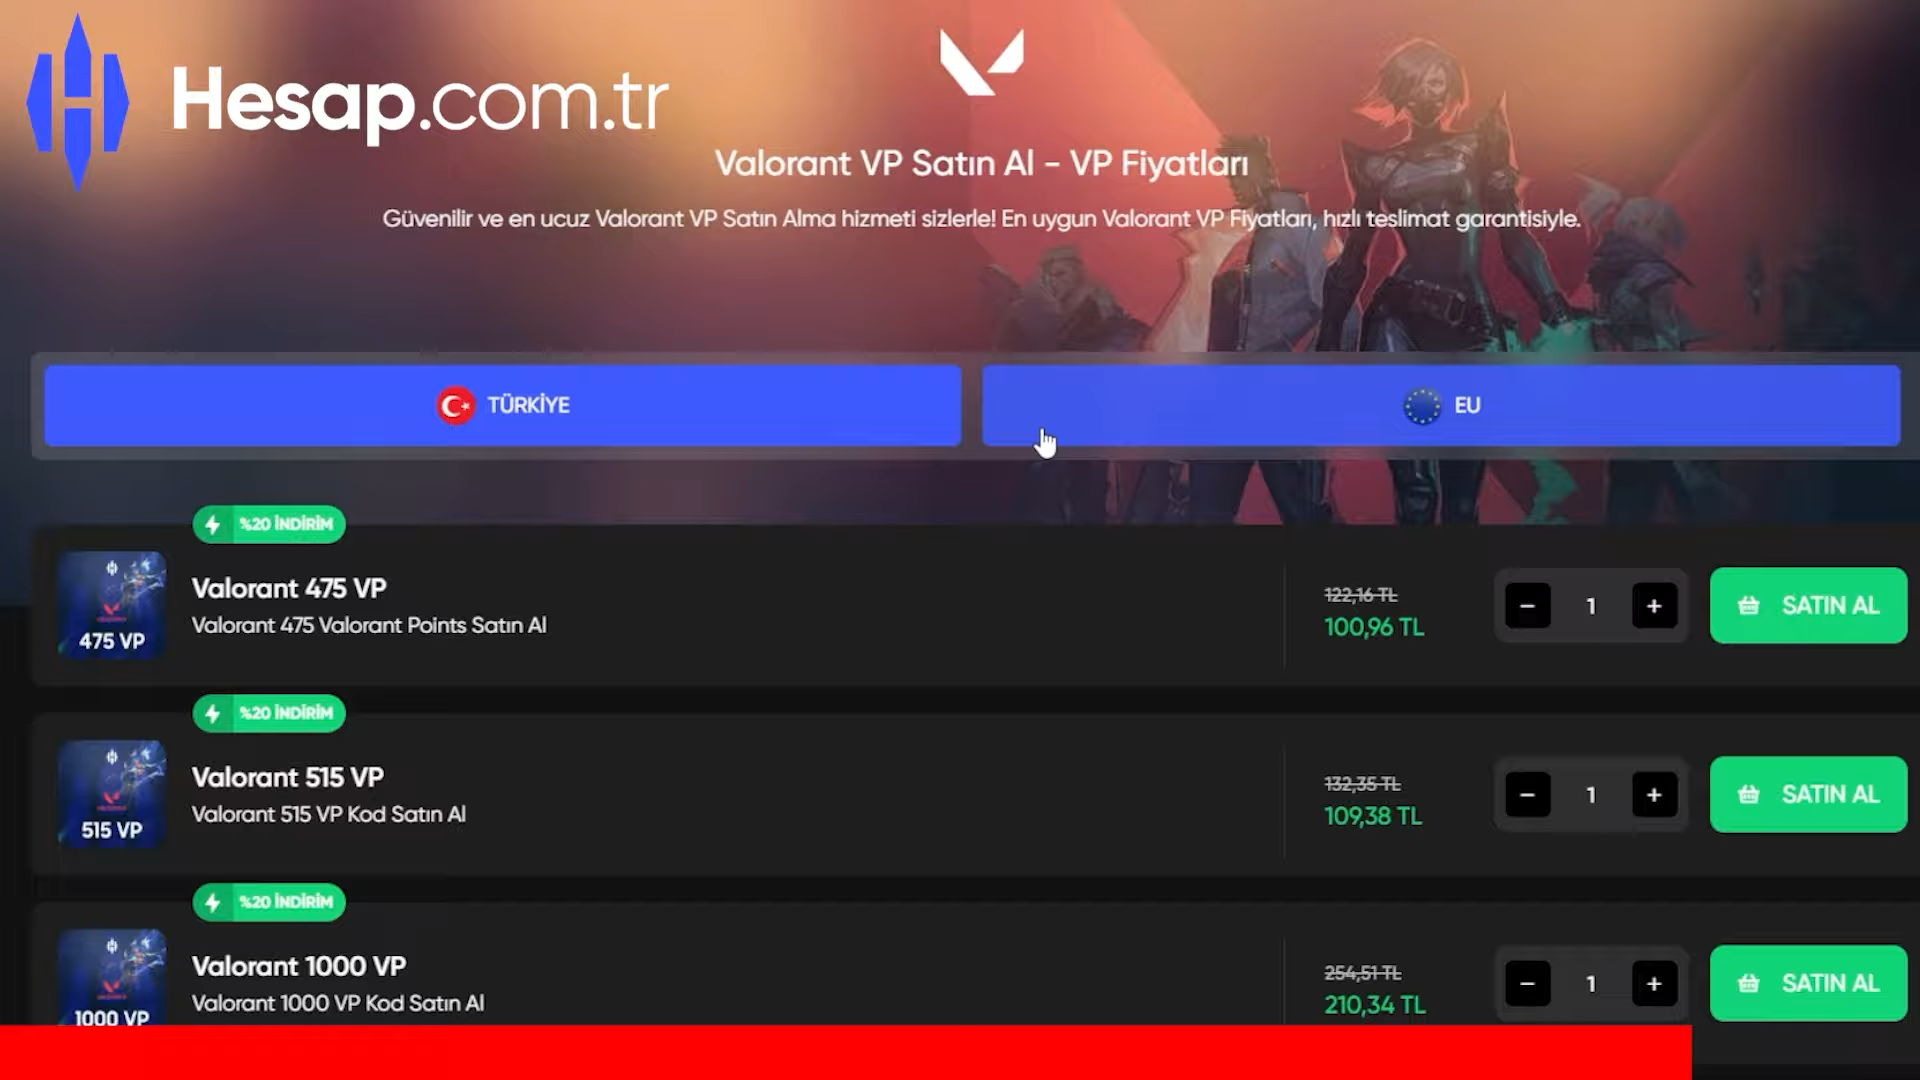 Hesap.com.tr
Valorant VP Satın Al - VP Fiyatları
Güvenilir ve en ucuz Valorant VP Satın Alma hizmeti sizlerle! En uygun Valorant VP Fiyatları, hızlı teslimat garantisiyle.
TÜRKİYE
EU
%20 İNDİRİM
475 VP
Valorant 475 VP
Valorant 475 Valorant Points Satın Al
122,16 TL
100,96 TL
1
SATIN AL
%20 İNDİRİM
515 VP
Valorant 515 VP
Valorant 515 VP Kod Satın Al
132,35 TL
109,38 TL
1
SATIN AL
%20 İNDİRİM
1000 VP
Valorant 1000 VP
Valorant 1000 VP Kod Satın Al
254,51 TL
210,34 TL
1
SATIN AL